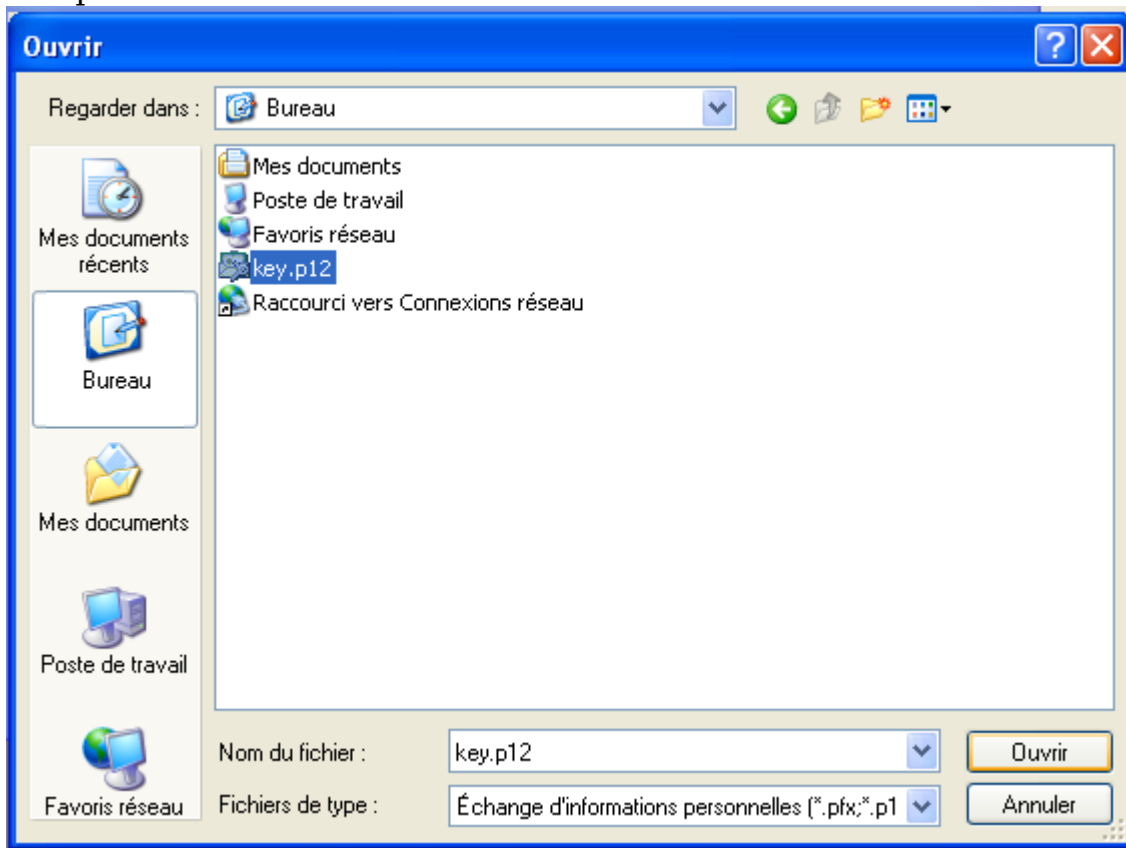 Ouvrir
Regarder dans :
Bureau
Mes documents récents
Bureau
Mes documents
Poste de travail
Favoris réseau
Mes documents
Poste de travail
Favoris réseau
key.p12
Raccourci vers Connexions réseau
Nom du fichier :
key.p12
Ouvrir
Fichiers de type :
Échange d'informations personnelles (*.pfx;*.p1
Annuler